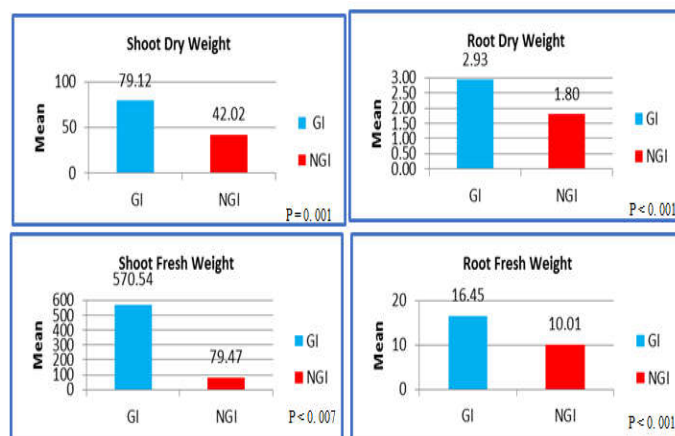 Shoot Dry Weight
79.12
42.02
100
50
0
Mean
GI
NGI
GI
NGI
P=0.001
Root Dry Weight
2.93
1.80
3.00
2.50
2.00
1.50
1.00
0.50
0.00
Mean
GI
NGI
GI
NGI
P<0.001
Shoot Fresh Weight
570.54
79.47
600
500
400
300
200
100
0
Mean
GI
NGI
GI
NGI
P<0.007
Root Fresh Weight
16.45
10.01
20
10
0
Mean
GI
NGI
GI
NGI
P<0.001